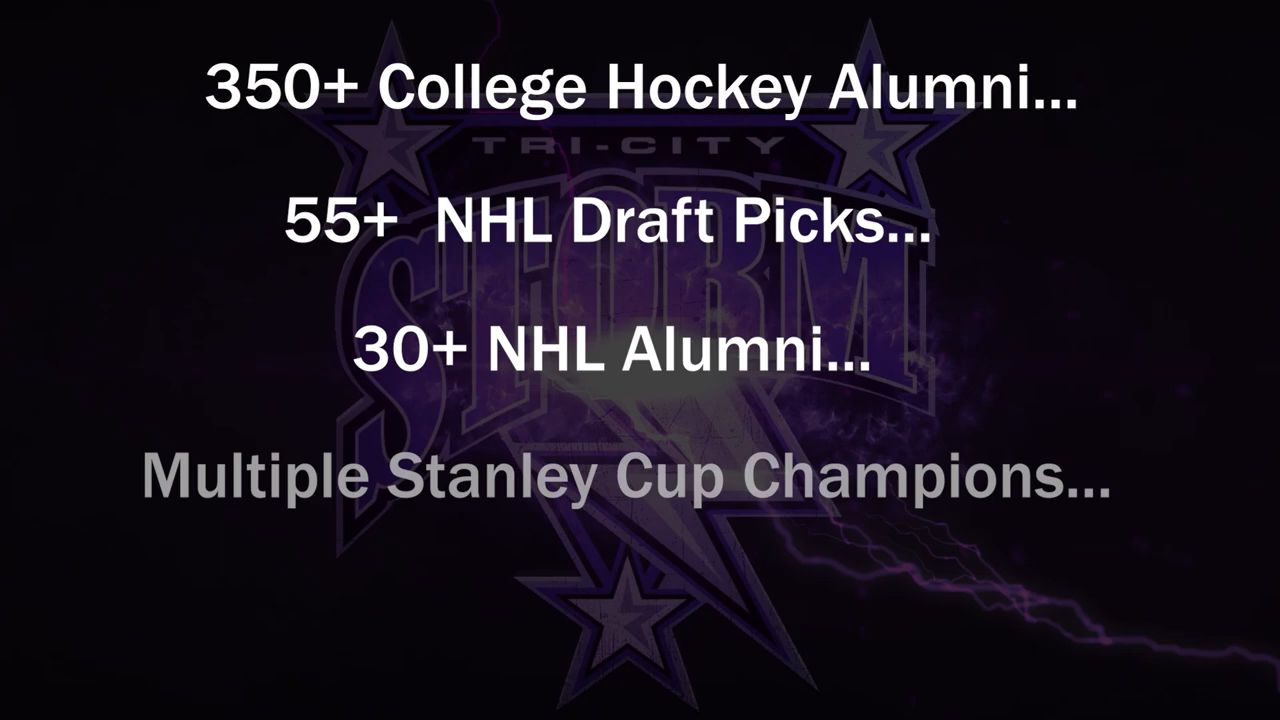 350+ College Hockey Alumni...
TRI-CITY
55+ NHL Draft Picks...
STORM
30+ NHL Alumni...
Multiple Stanley Cup Champions...